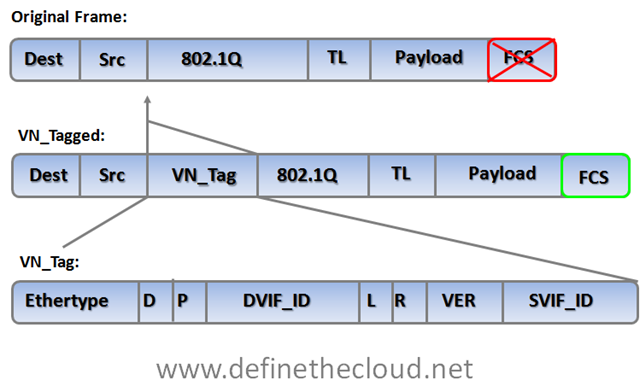 Original Frame:
Dest Src 802.1Q TL Payload FCS
VN_Tagged:
Dest Src VN_Tag 802.1Q TL Payload FCS
VN_Tag:
Ethertype D P DVIF_ID L R VER SVIF_ID
www.definethecloud.net